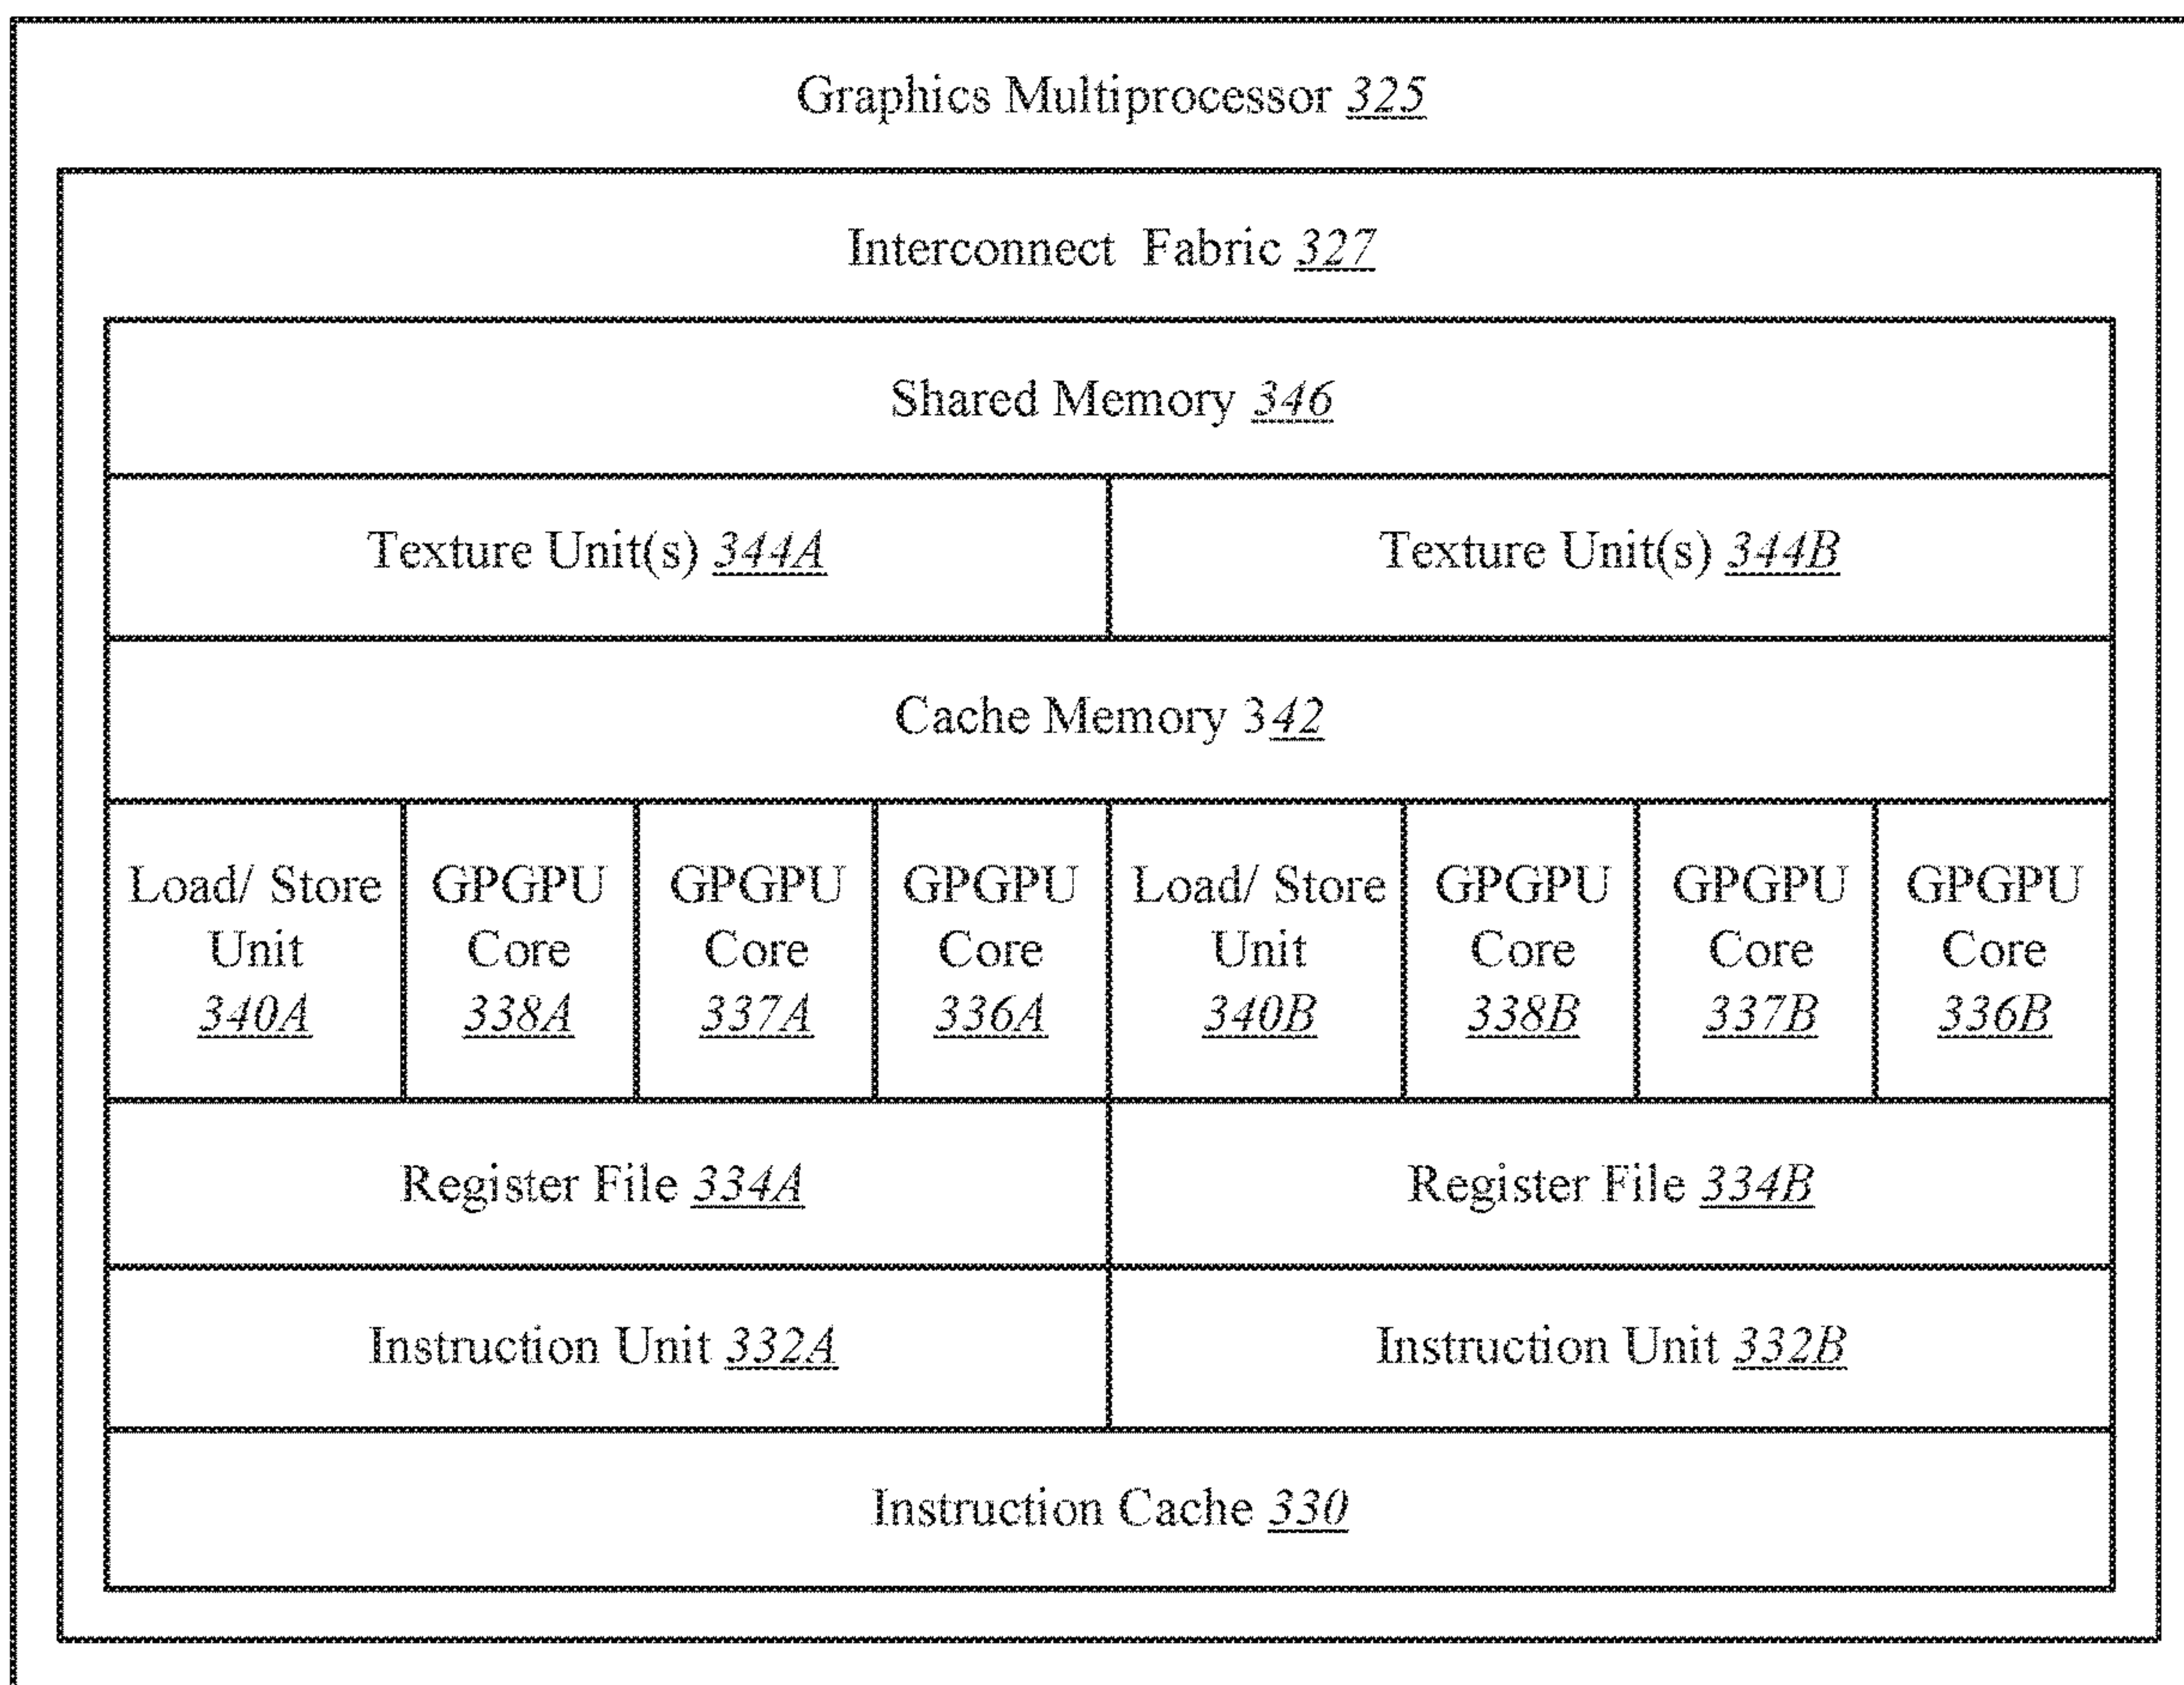 Graphics Multiprocessor 325
Interconnect Fabric 327
Shared Memory 346
Texture Unit(s) 344A
Texture Unit(s) 344B
Cache Memory 342
Load/ Store
Unit
340A
GPGPU
Core
338A
GPGPU
Core
337A
GPGPU
Core
336A
Load/ Store
Unit
340B
GPGPU
Core
338B
GPGPU
Core
337B
GPGPU
Core
336B
Register File 334A
Register File 334B
Instruction Unit 332A
Instruction Unit 332B
Instruction Cache 330